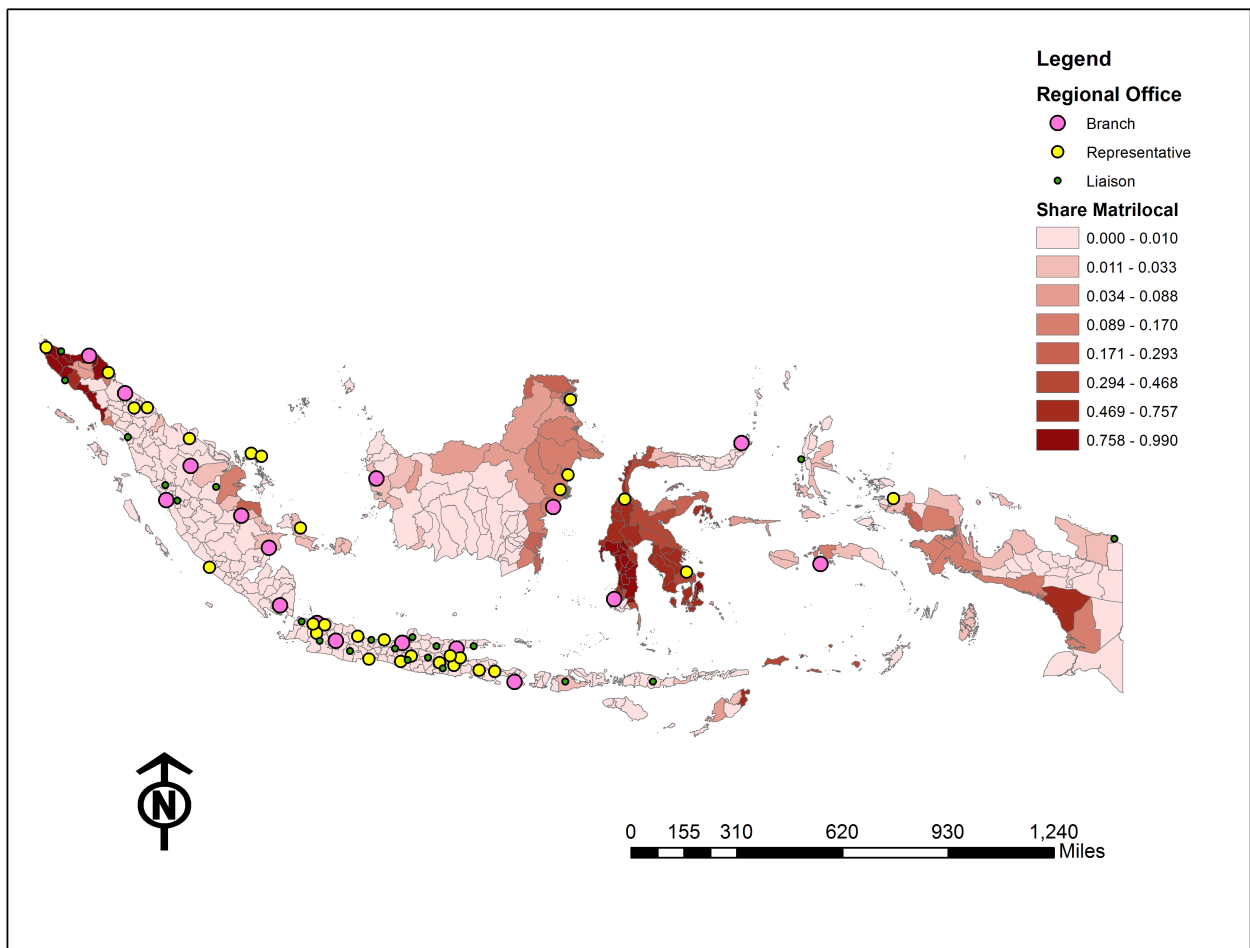 Legend
Regional Office
Branch
Representative
Liaison
Share Matrilocal
0.000 - 0.010
0.011 - 0.033
0.034 - 0.088
0.089 - 0.170
0.171 - 0.293
0.294 - 0.468
0.469 - 0.757
0.758 - 0.990
N
0 155 310 620 930 1,240
Miles